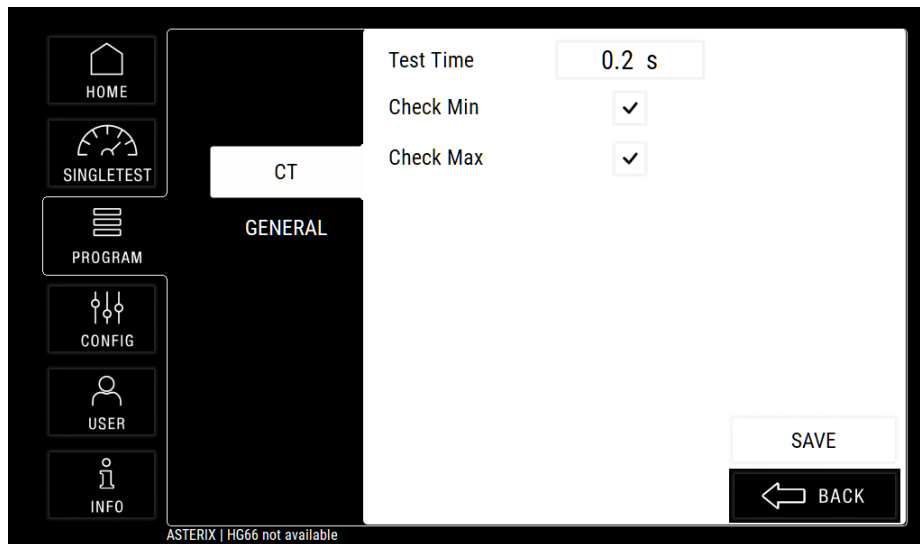 HOME
SINGLETEST
PROGRAM
CONFIG
USER
INFO
CT
GENERAL
Test Time 0.2 s
Check Min
Check Max
SAVE
BACK
ASTERIX | HG66 not available